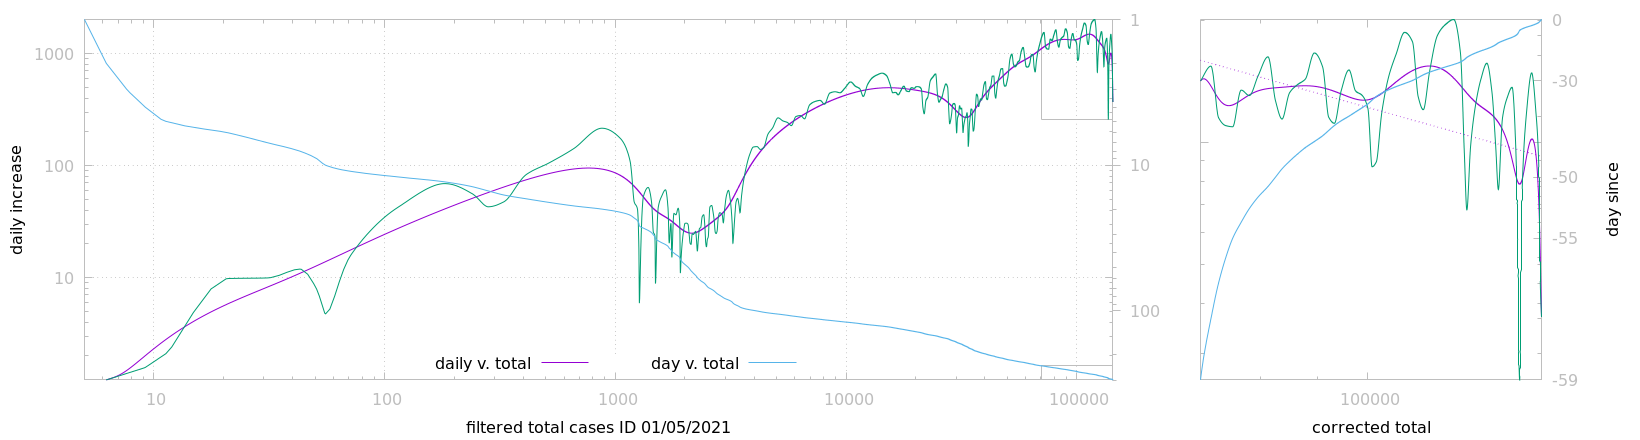 daily increase
1000
100
10
10
100
1000
10000
100000
1
10
100
daily v. total
day v. total
filtered total cases ID 01/05/2021
0
-30
-50
-55
-59
day since
100000
corrected total